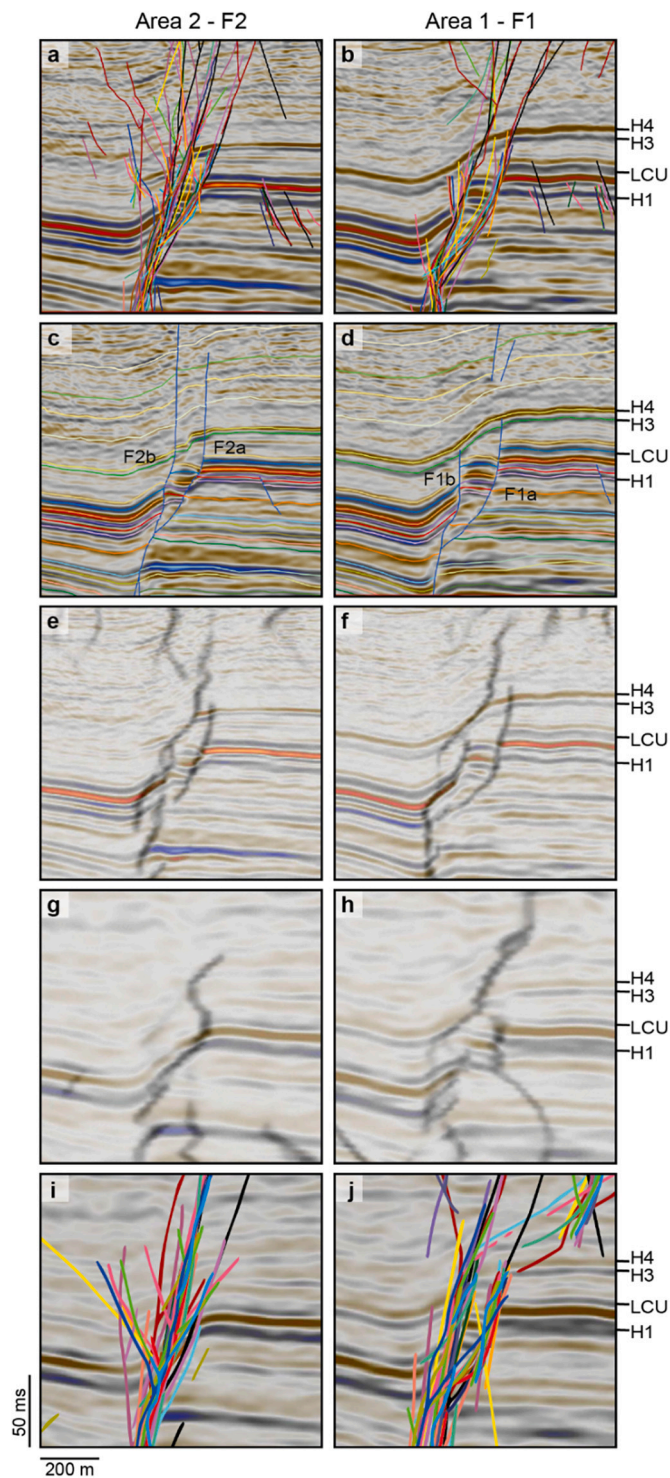 Area 2 - F2
Area 1 - F1
a
b
H4
H3
LCU
H1
c
d
F2b
F2a
F1b
F1a
H4
H3
LCU
H1
e
f
H4
H3
LCU
H1
g
h
H4
H3
LCU
H1
i
j
H4
H3
LCU
H1
50 ms
200 m